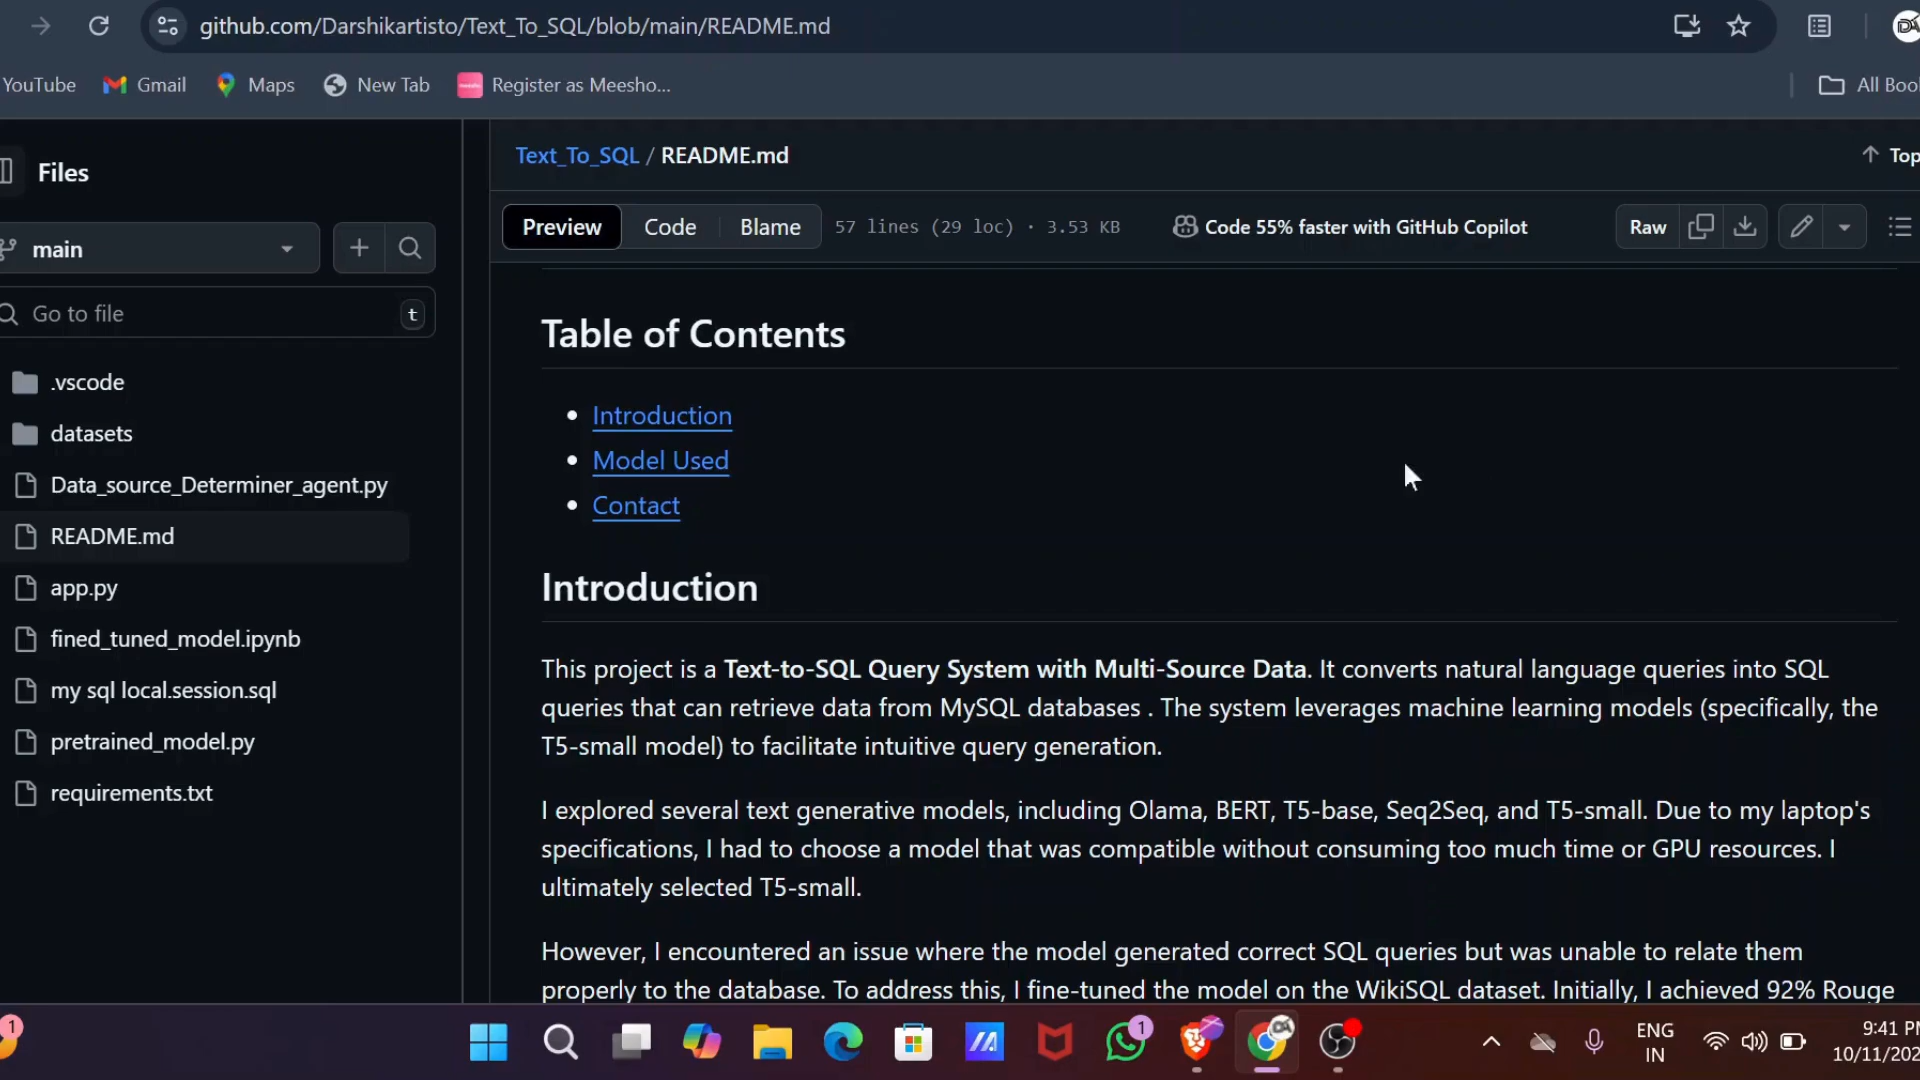 github.com/Darshikartisto/Text_To_SQL/blob/main/README.md
YouTube
Gmail
Maps
New Tab
Register as Meesho...
All Boo
Files
main
Go to file
t
.vscode
datasets
Data_source_Determiner_agent.py
README.md
app.py
fined_tuned_model.ipynb
my sql local.session.sql
pretrained_model.py
requirements.txt
Text_To_SQL / README.md
Top
Preview
Code
Blame
57 lines (29 loc) · 3.53 KB
Code 55% faster with GitHub Copilot
Raw
Table of Contents
Introduction
Model Used
Contact
Introduction
This project is a Text-to-SQL Query System with Multi-Source Data. It converts natural language queries into SQL
queries that can retrieve data from MySQL databases . The system leverages machine learning models (specifically, the
T5-small model) to facilitate intuitive query generation.
I explored several text generative models, including Olama, BERT, T5-base, Seq2Seq, and T5-small. Due to my laptop's
specifications, I had to choose a model that was compatible without consuming too much time or GPU resources. I
ultimately selected T5-small.
However, I encountered an issue where the model generated correct SQL queries but was unable to relate them
properly to the database. To address this, I fine-tuned the model on the WikiSQL dataset. Initially, I achieved 92% Rouge
1
1
ENG
IN
9:41 PM
10/11/202